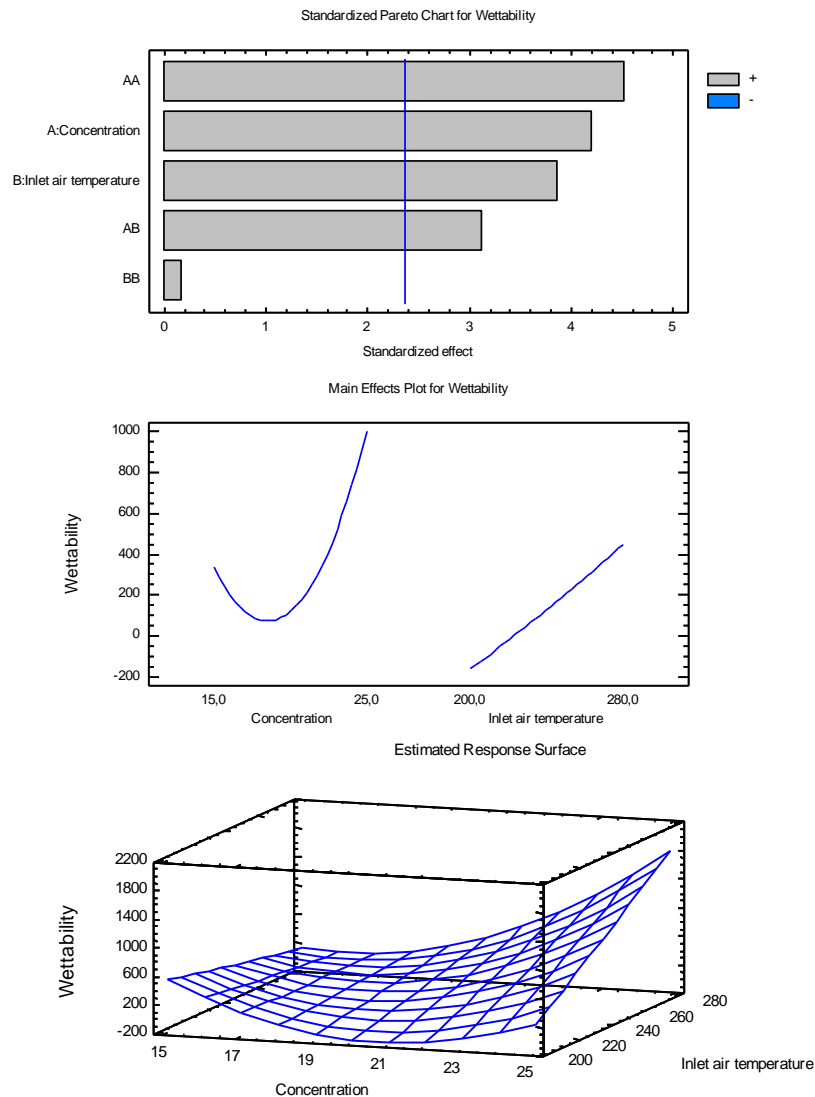 Standardized Pareto Chart for Wettability
AA
A:Concentration
B:Inlet air temperature
AB
BB
+
-
0 1 2 3 4 5
Standardized effect
Main Effects Plot for Wettability
Wettability
1000
800
600
400
200
0
-200
15,0 25,0 200,0 280,0
Concentration Inlet air temperature
Estimated Response Surface
Wettability
2200
1800
1400
1000
600
200
-200
15 17 19 21 23 25
Concentration
200 220 240 260 280
Inlet air temperature